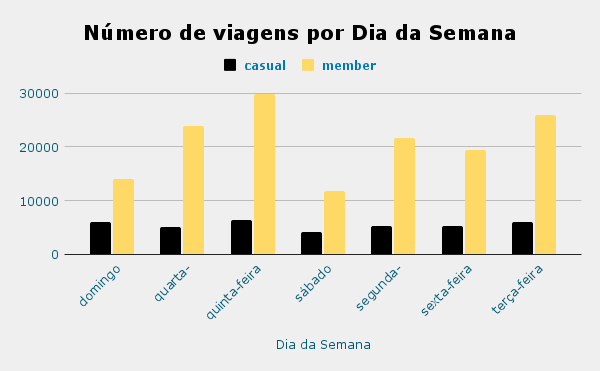 Número de viagens por Dia da Semana
casual member
30000
20000
10000
0
domingo
quarta-
quinta-feira
sábado
segunda-
sexta-feira
terça-feira
Dia da Semana